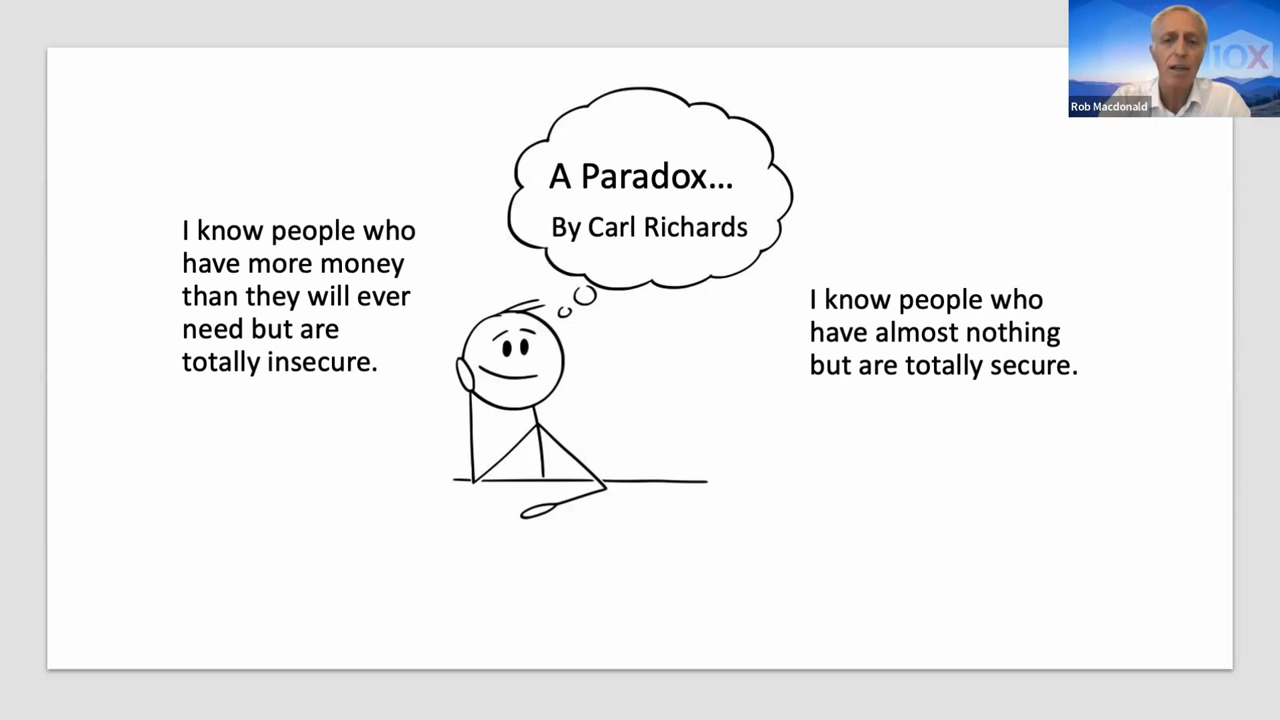 10X
Rob Macdonald
A Paradox...
By Carl Richards
I know people who
have more money
than they will ever
need but are
totally insecure.
I know people who
have almost nothing
but are totally secure.